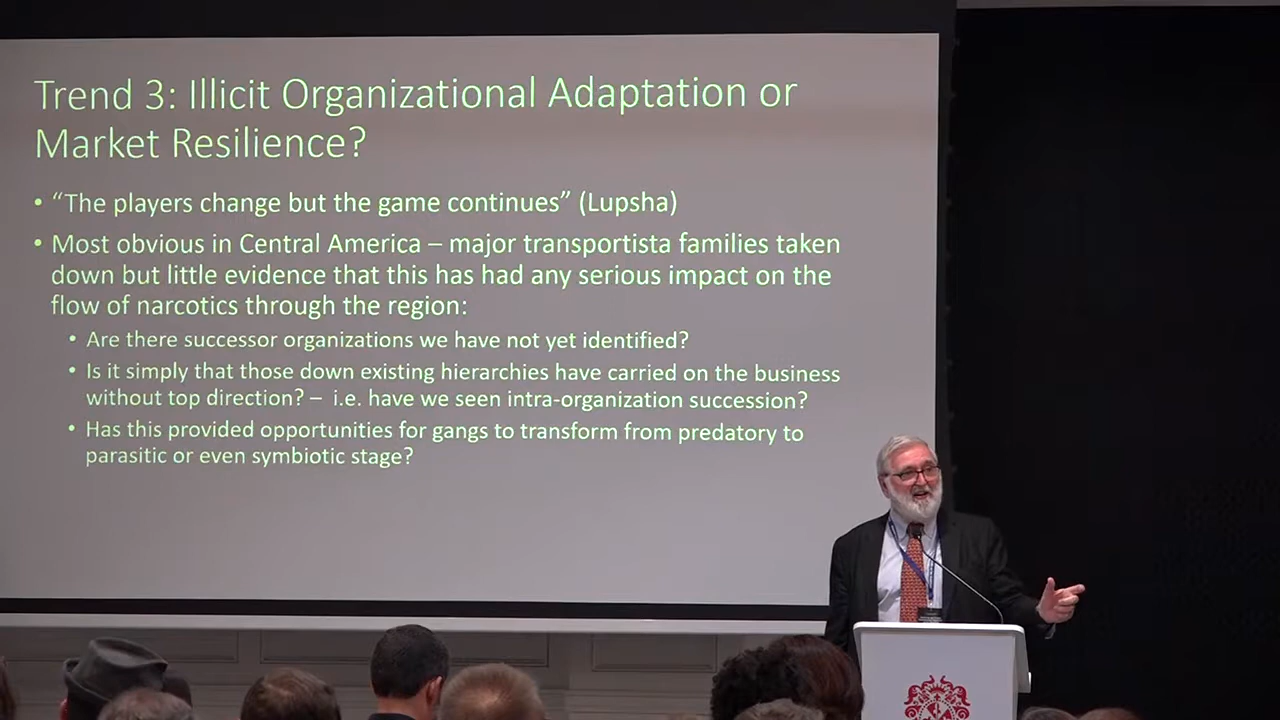 Trend 3: Illicit Organizational Adaptation or
Market Resilience?
• “The players change but the game continues” (Lupsha)
• Most obvious in Central America – major transportista families taken
down but little evidence that this has had any serious impact on the
flow of narcotics through the region:
• Are there successor organizations we have not yet identified?
• Is it simply that those down existing hierarchies have carried on the business
without top direction? – i.e. have we seen intra-organization succession?
• Has this provided opportunities for gangs to transform from predatory to
parasitic or even symbiotic stage?